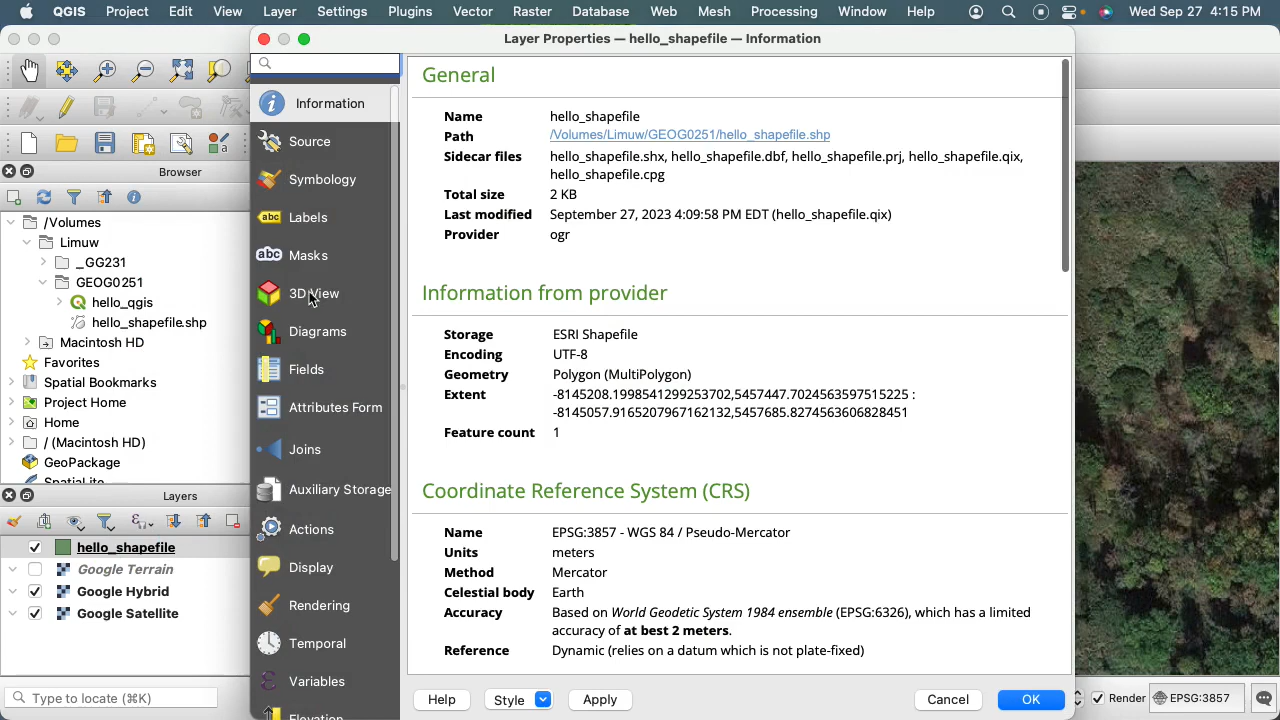 QGIS Project Edit View Layer Settings Plugins Vector Raster Database Web Mesh Processing Window Help Wed Sep 27 4:15 PM
Layer Properties — hello_shapefile — Information
Browser
/Volumes
Limuw
_GG231
GEOG0251
hello_qgis
hello_shapefile.shp
Macintosh HD
Favorites
Spatial Bookmarks
Project Home
Home
/ (Macintosh HD)
GeoPackage
SpatiaLite
Layers
hello_shapefile
Google Terrain
Google Hybrid
Google Satellite
Type to locate (⌘K)
Information
Source
abc Labels
abc Masks
Symbology
3D View
Diagrams
Fields
Attributes Form
Joins
Auxiliary Storage
Actions
Display
Rendering
Temporal
Variables
Elevation
General
Name hello_shapefile
Path /Volumes/Limuw/GEOG0251/hello_shapefile.shp
Sidecar files hello_shapefile.shx, hello_shapefile.dbf, hello_shapefile.prj, hello_shapefile.qix,
hello_shapefile.cpg
Total size 2 KB
Last modified September 27, 2023 4:09:58 PM EDT (hello_shapefile.qix)
Provider ogr
Information from provider
Storage ESRI Shapefile
Encoding UTF-8
Geometry Polygon (MultiPolygon)
Extent -8145208.1998541299253702,5457447.7024563597515225 :
-8145057.9165207967162132,5457685.8274563606828451
Feature count 1
Coordinate Reference System (CRS)
Name EPSG:3857 - WGS 84 / Pseudo-Mercator
Units meters
Method Mercator
Celestial body Earth
Accuracy Based on World Geodetic System 1984 ensemble (EPSG:6326), which has a limited
accuracy of at best 2 meters.
Reference Dynamic (relies on a datum which is not plate-fixed)
Help Style Apply Cancel OK
Render EPSG:3857